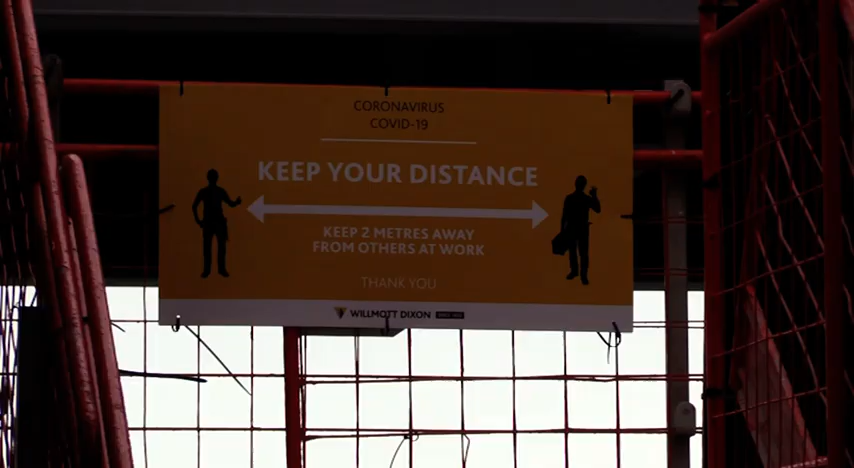 CORONAVIRUS
COVID-19
KEEP YOUR DISTANCE
KEEP 2 METRES AWAY
FROM OTHERS AT WORK
THANK YOU
WILLMOTT DIXON